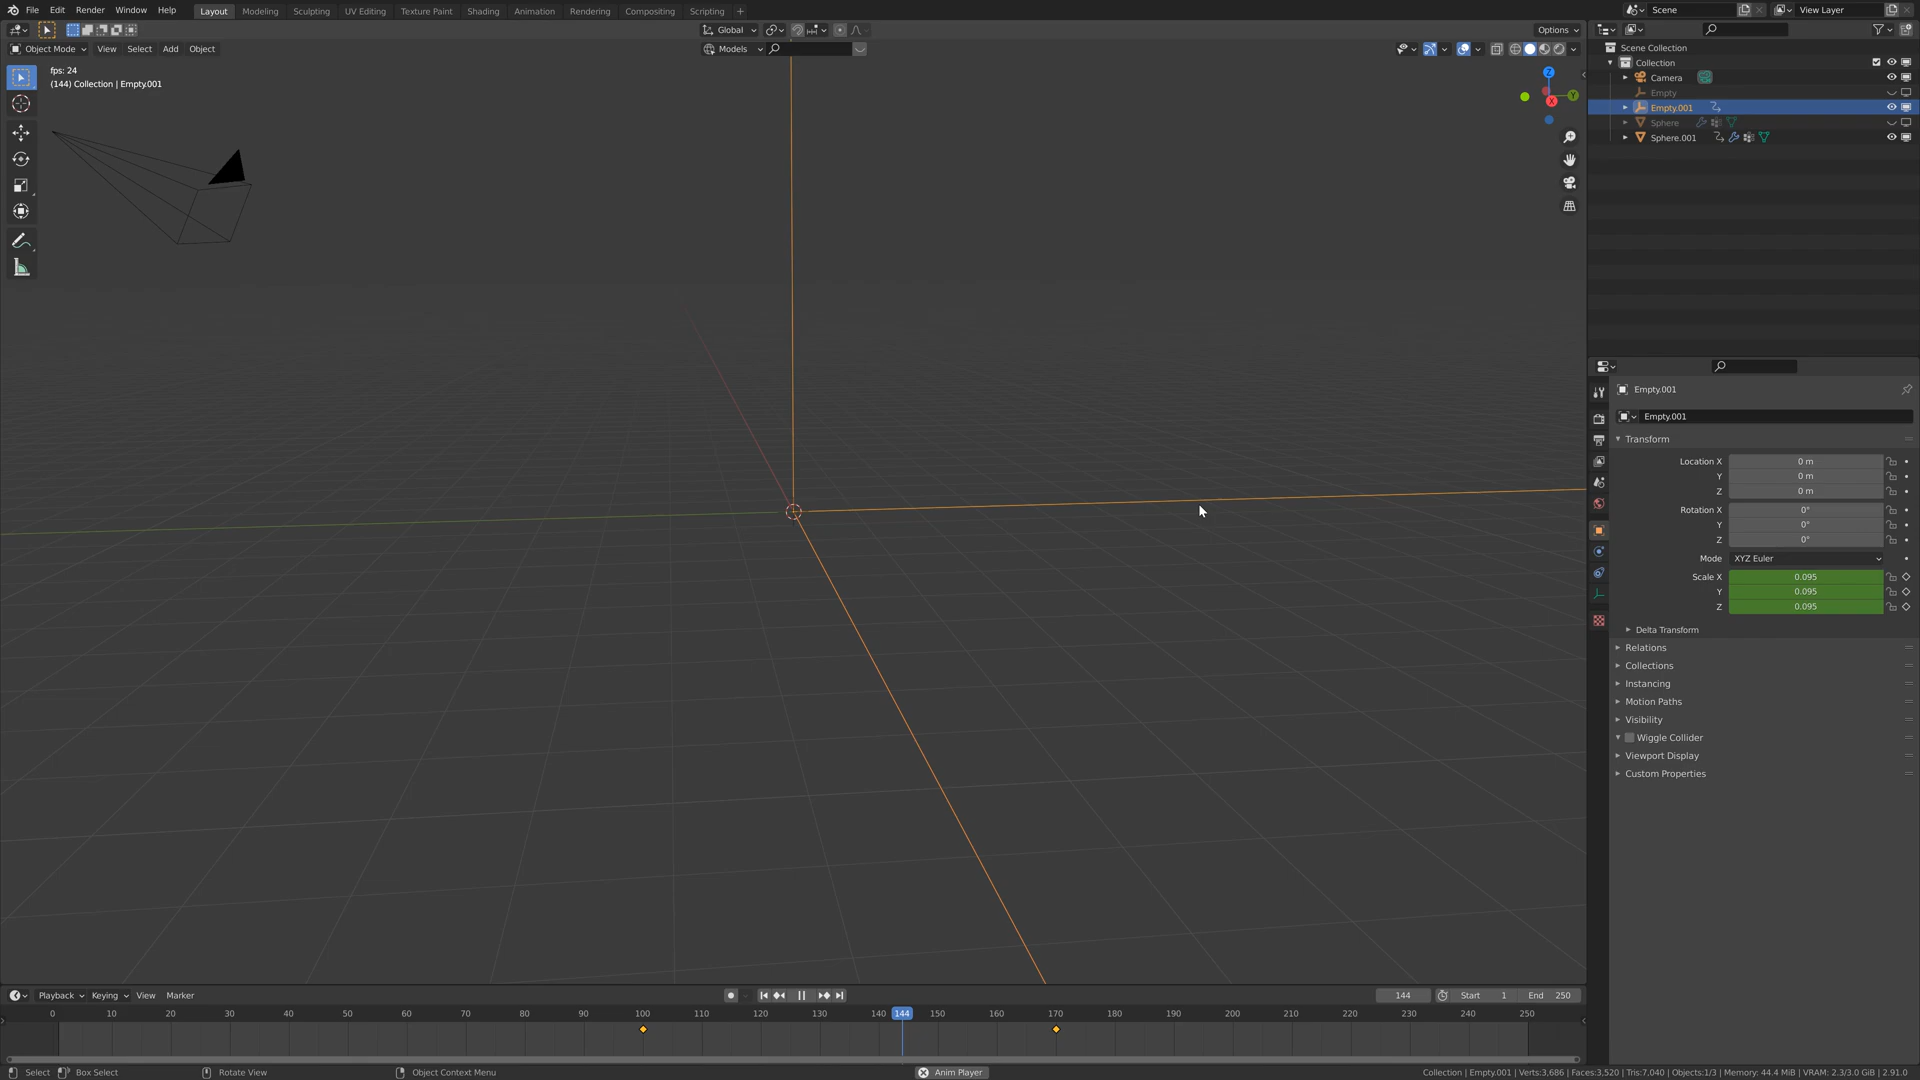 File Edit Render Window Help Layout Modeling Sculpting UV Editing Texture Paint Shading Animation Rendering Compositing Scripting + Scene View Layer
Global Options
Object Mode View Select Add Object Models
fps: 24
(144) Collection | Empty.001
Z
Y
X
Scene Collection
Collection
Camera
Empty
Empty.001
Sphere
Sphere.001
Empty.001
Empty.001
Transform
Location X 0 m
Y 0 m
Z 0 m
Rotation X 0°
Y 0°
Z 0°
Mode XYZ Euler
Scale X 0.095
Y 0.095
Z 0.095
Delta Transform
Relations
Collections
Instancing
Motion Paths
Visibility
Wiggle Collider
Viewport Display
Custom Properties
Playback Keying View Marker 144 Start 1 End 250
0 10 20 30 40 50 60 70 80 90 100 110 120 130 140 144 150 160 170 180 190 200 210 220 230 240 250
Select Box Select Rotate View Object Context Menu Anim Player Collection | Empty.001 | Verts:3,686 | Faces:3,520 | Tris:7,040 | Objects:1/3 | Memory: 44.4 MiB | VRAM: 2.3/3.0 GiB | 2.91.0